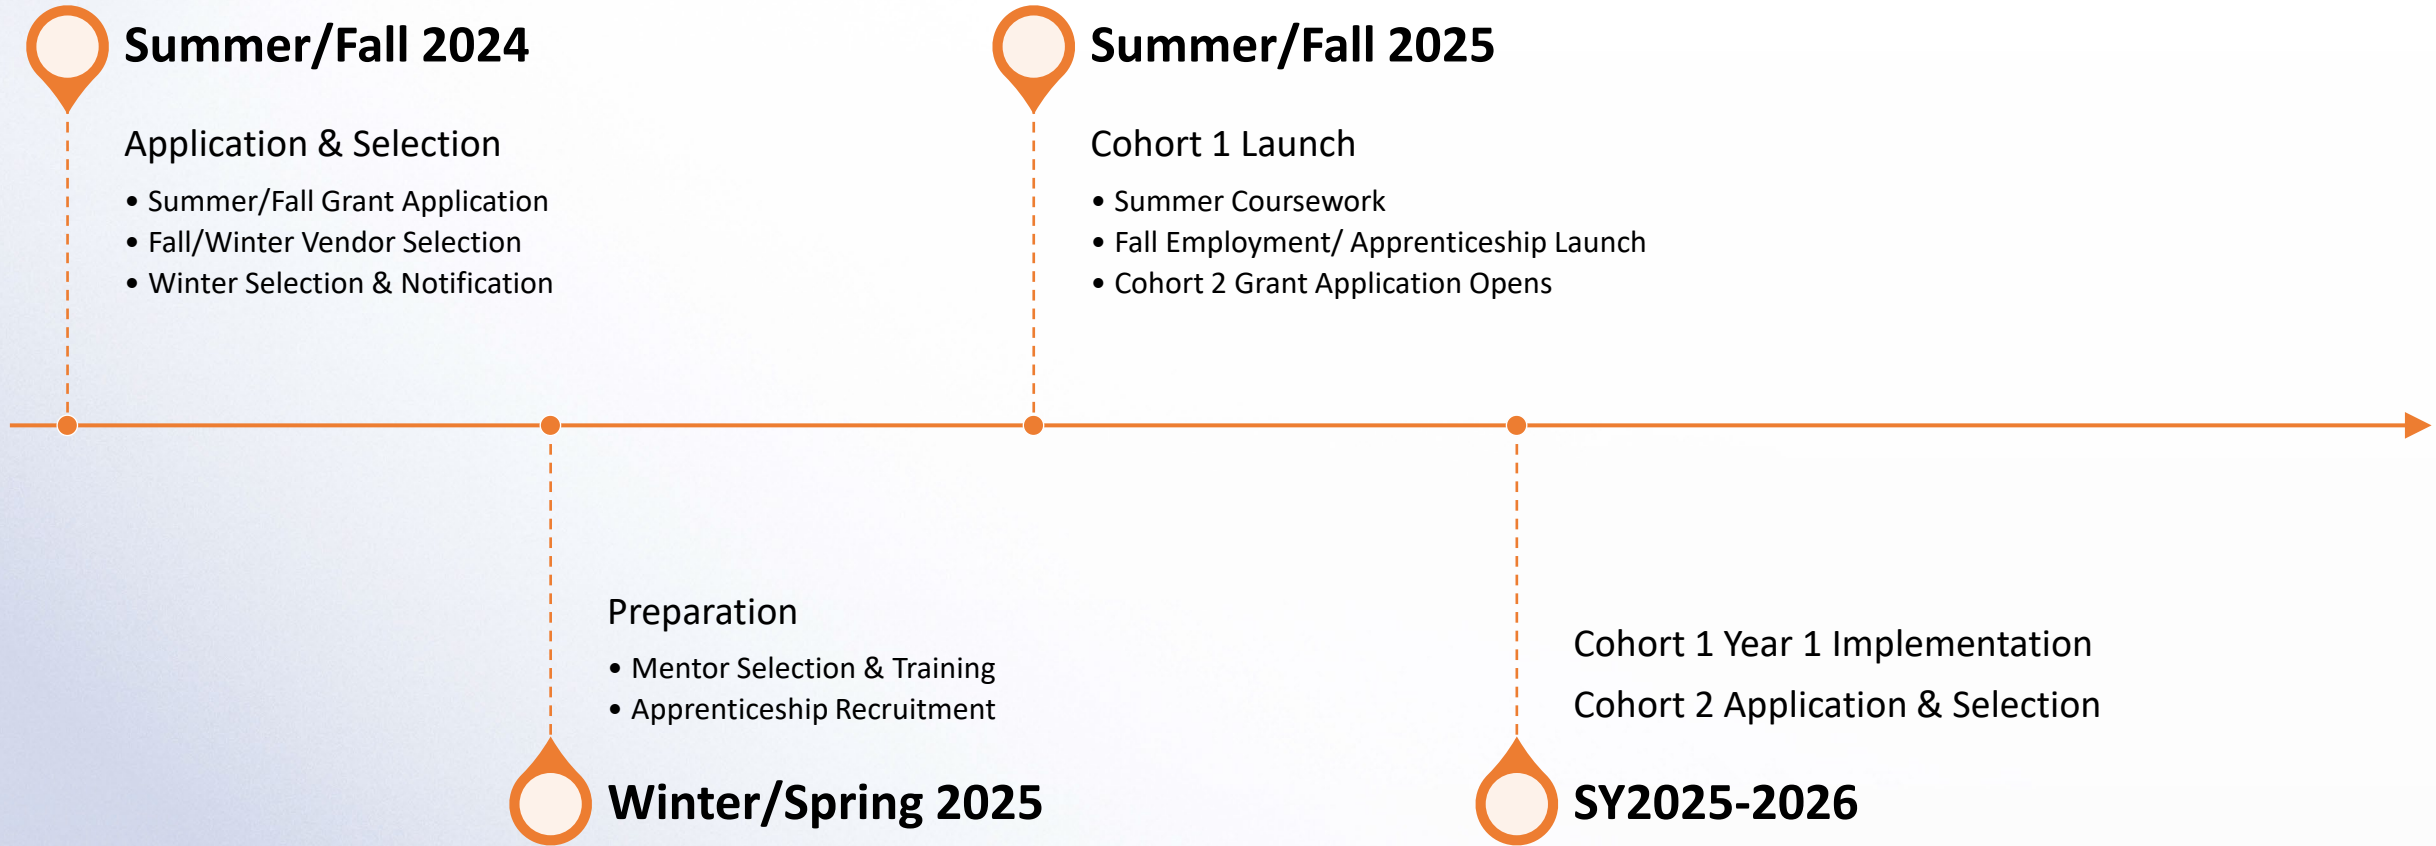 Summer/Fall 2024
Application & Selection
• Summer/Fall Grant Application
• Fall/Winter Vendor Selection
• Winter Selection & Notification
Preparation
• Mentor Selection & Training
• Apprenticeship Recruitment
Winter/Spring 2025
Summer/Fall 2025
Cohort 1 Launch
• Summer Coursework
• Fall Employment/ Apprenticeship Launch
• Cohort 2 Grant Application Opens
Cohort 1 Year 1 Implementation
Cohort 2 Application & Selection
SY2025-2026